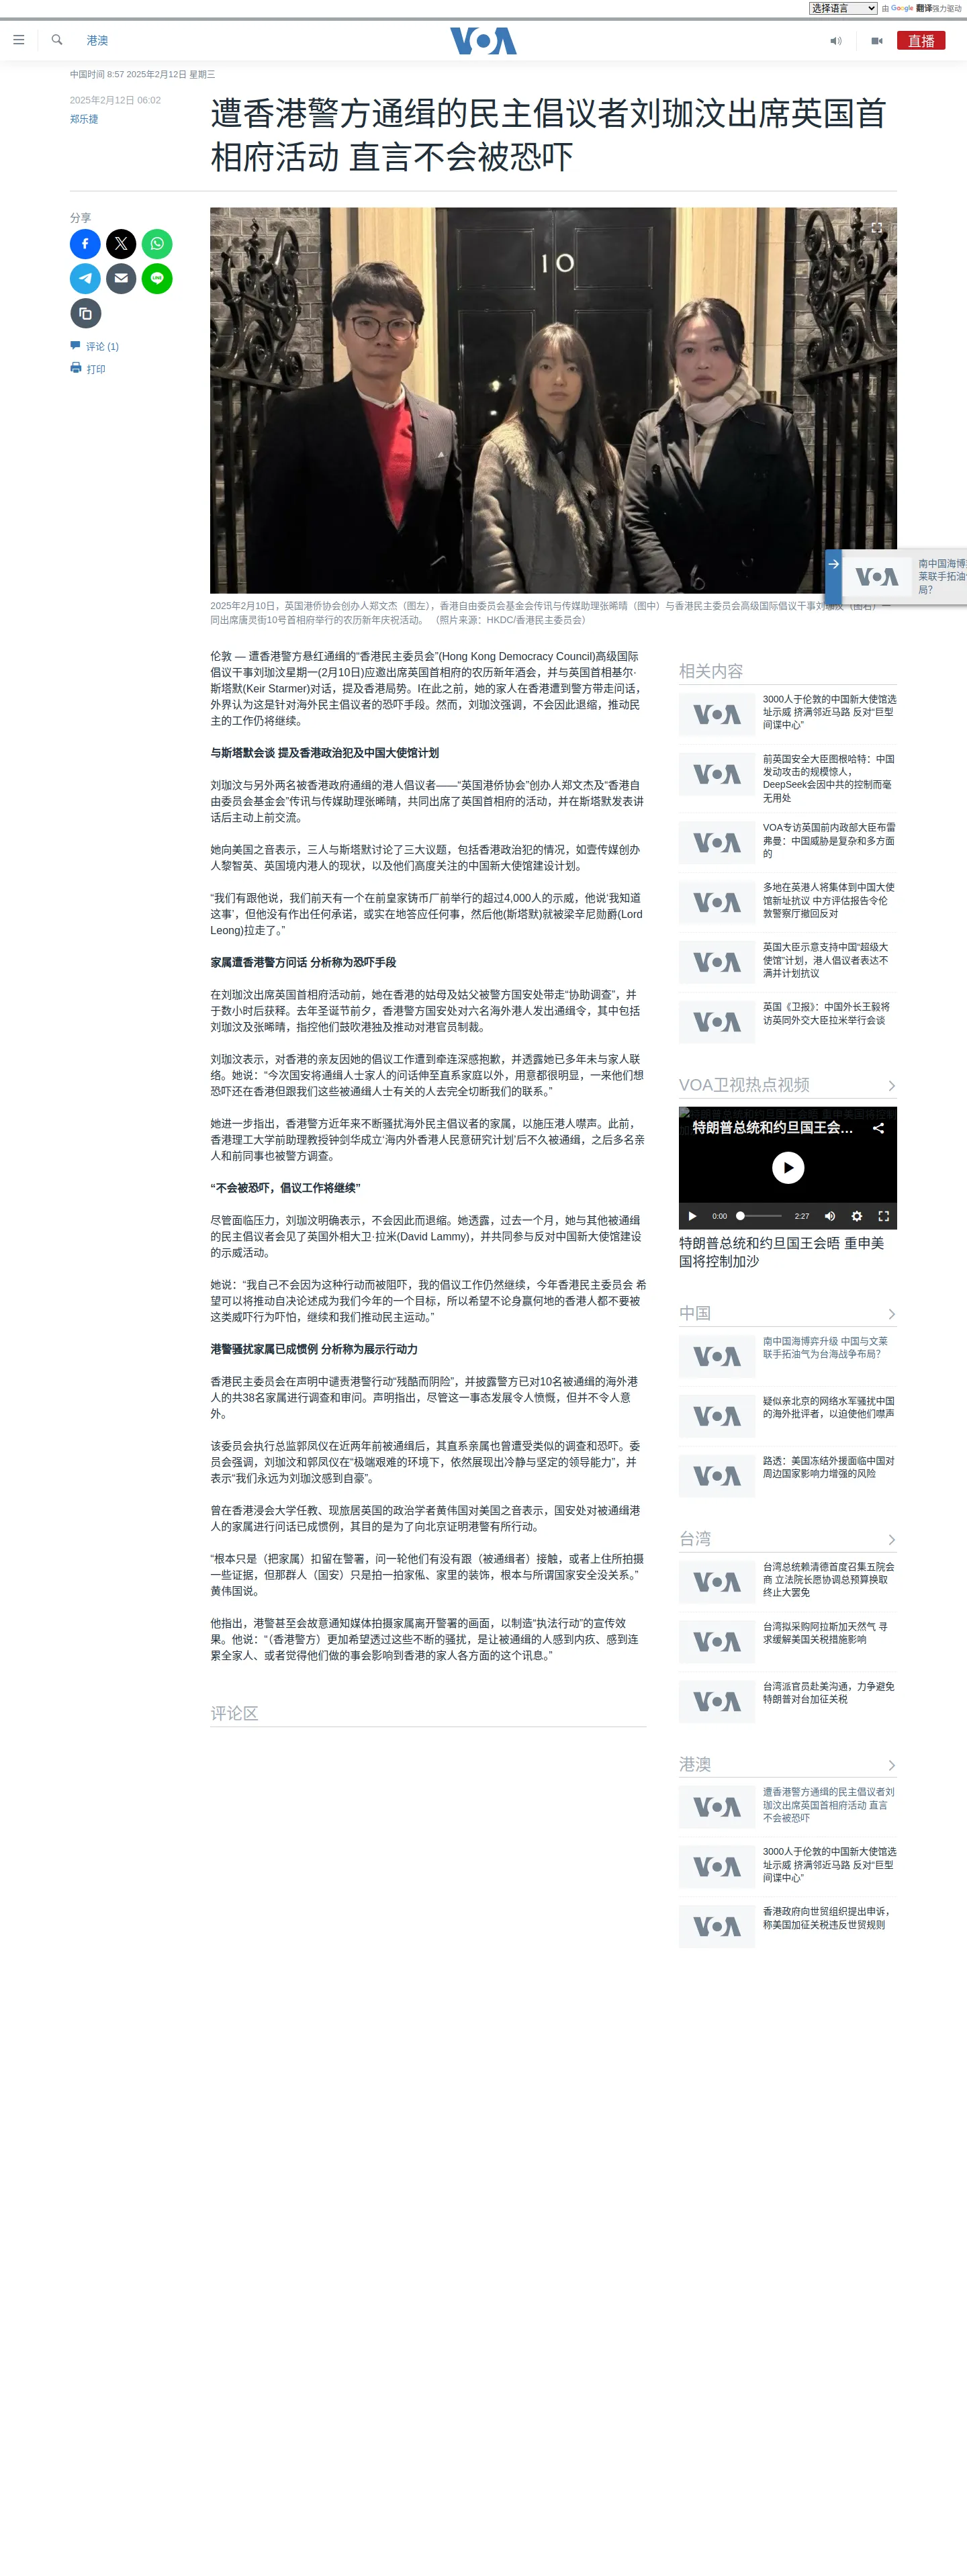 选择语言
由 Google 翻译强力驱动
港澳
VOA
直播
中国时间 8:57 2025年2月12日 星期三
2025年2月12日 06:02
郑乐捷
遭香港警方通缉的民主倡议者刘珈汶出席英国首
相府活动 直言不会被恐吓
分享
LINE
评论 (1)
打印
10
2025年2月10日，英国港侨协会创办人郑文杰（图左），香港自由委员会基金会传讯与传媒助理张晞晴（图中）与香港民主委员会高级国际倡议干事刘珈汶（图右）一
同出席唐灵街10号首相府举行的农历新年庆祝活动。 （照片来源：HKDC/香港民主委员会）
VOA
南中国海博
莱联手拓油
局？
伦敦 — 遭香港警方悬红通缉的“香港民主委员会”(Hong Kong Democracy Council)高级国际
倡议干事刘珈汶星期一(2月10日)应邀出席英国首相府的农历新年酒会，并与英国首相基尔·
斯塔默(Keir Starmer)对话，提及香港局势。I在此之前，她的家人在香港遭到警方带走问话，
外界认为这是针对海外民主倡议者的恐吓手段。然而，刘珈汶强调，不会因此退缩，推动民
主的工作仍将继续。
与斯塔默会谈 提及香港政治犯及中国大使馆计划
刘珈汶与另外两名被香港政府通缉的港人倡议者——“英国港侨协会”创办人郑文杰及“香港自
由委员会基金会”传讯与传媒助理张晞晴，共同出席了英国首相府的活动，并在斯塔默发表讲
话后主动上前交流。
她向美国之音表示，三人与斯塔默讨论了三大议题，包括香港政治犯的情况，如壹传媒创办
人黎智英、英国境内港人的现状，以及他们高度关注的中国新大使馆建设计划。
“我们有跟他说，我们前天有一个在前皇家铸币厂前举行的超过4,000人的示威，他说‘我知道
这事’，但他没有作出任何承诺，或实在地答应任何事，然后他(斯塔默)就被梁辛尼勋爵(Lord
Leong)拉走了。”
家属遭香港警方问话 分析称为恐吓手段
在刘珈汶出席英国首相府活动前，她在香港的姑母及姑父被警方国安处带走“协助调查”，并
于数小时后获释。去年圣诞节前夕，香港警方国安处对六名海外港人发出通缉令，其中包括
刘珈汶及张晞晴，指控他们鼓吹港独及推动对港官员制裁。
刘珈汶表示，对香港的亲友因她的倡议工作遭到牵连深感抱歉，并透露她已多年未与家人联
络。她说：“今次国安将通缉人士家人的问话伸至直系家庭以外，用意都很明显，一来他们想
恐吓还在香港但跟我们这些被通缉人士有关的人去完全切断我们的联系。”
她进一步指出，香港警方近年来不断骚扰海外民主倡议者的家属，以施压港人噤声。此前，
香港理工大学前助理教授钟剑华成立‘海内外香港人民意研究计划’后不久被通缉，之后多名亲
人和前同事也被警方调查。
“不会被恐吓，倡议工作将继续”
尽管面临压力，刘珈汶明确表示，不会因此而退缩。她透露，过去一个月，她与其他被通缉
的民主倡议者会见了英国外相大卫·拉米(David Lammy)，并共同参与反对中国新大使馆建设
的示威活动。
她说：“我自己不会因为这种行动而被阻吓，我的倡议工作仍然继续，今年香港民主委员会 希
望可以将推动自决论述成为我们今年的一个目标，所以希望不论身赢何地的香港人都不要被
这类威吓行为吓怕，继续和我们推动民主运动。”
港警骚扰家属已成惯例 分析称为展示行动力
香港民主委员会在声明中谴责港警行动“残酷而阴险”，并披露警方已对10名被通缉的海外港
人的共38名家属进行调查和审问。声明指出，尽管这一事态发展令人愤慨，但并不令人意
外。
该委员会执行总监郭凤仪在近两年前被通缉后，其直系亲属也曾遭受类似的调查和恐吓。委
员会强调，刘珈汶和郭凤仪在“极端艰难的环境下，依然展现出冷静与坚定的领导能力”，并
表示“我们永远为刘珈汶感到自豪”。
曾在香港浸会大学任教、现旅居英国的政治学者黄伟国对美国之音表示，国安处对被通缉港
人的家属进行问话已成惯例，其目的是为了向北京证明港警有所行动。
“根本只是（把家属）扣留在警署，问一轮他们有没有跟（被通缉者）接触，或者上住所拍摄
一些证据，但那群人（国安）只是拍一拍家俬、家里的装饰，根本与所谓国家安全没关系。”
黄伟国说。
他指出，港警甚至会故意通知媒体拍摄家属离开警署的画面，以制造“执法行动”的宣传效
果。他说：“（香港警方）更加希望透过这些不断的骚扰，是让被通缉的人感到内疚、感到连
累全家人、或者觉得他们做的事会影响到香港的家人各方面的这个讯息。”
评论区
相关内容
VOA
3000人于伦敦的中国新大使馆选
址示威 挤满邻近马路 反对“巨型
间谍中心”
VOA
前英国安全大臣图根哈特：中国
发动攻击的规模惊人，
DeepSeek会因中共的控制而毫
无用处
VOA
VOA专访英国前内政部大臣布雷
弗曼：中国威胁是复杂和多方面
的
VOA
多地在英港人将集体到中国大使
馆新址抗议 中方评估报告令伦
敦警察厅撤回反对
VOA
英国大臣示意支持中国“超级大
使馆”计划，港人倡议者表达不
满并计划抗议
VOA
英国《卫报》：中国外长王毅将
访英同外交大臣拉米举行会谈
VOA卫视热点视频
特朗普总统和约旦国王会...
0:00
2:27
特朗普总统和约旦国王会晤 重申美
国将控制加沙
中国
VOA
南中国海博弈升级 中国与文莱
联手拓油气为台海战争布局？
VOA
疑似亲北京的网络水军骚扰中国
的海外批评者，以迫使他们噤声
VOA
路透：美国冻结外援面临中国对
周边国家影响力增强的风险
台湾
VOA
台湾总统赖清德首度召集五院会
商 立法院长愿协调总预算换取
终止大罢免
VOA
台湾拟采购阿拉斯加天然气 寻
求缓解美国关税措施影响
VOA
台湾派官员赴美沟通，力争避免
特朗普对台加征关税
港澳
VOA
遭香港警方通缉的民主倡议者刘
珈汶出席英国首相府活动 直言
不会被恐吓
VOA
3000人于伦敦的中国新大使馆选
址示威 挤满邻近马路 反对“巨型
间谍中心”
VOA
香港政府向世贸组织提出申诉，
称美国加征关税违反世贸规则